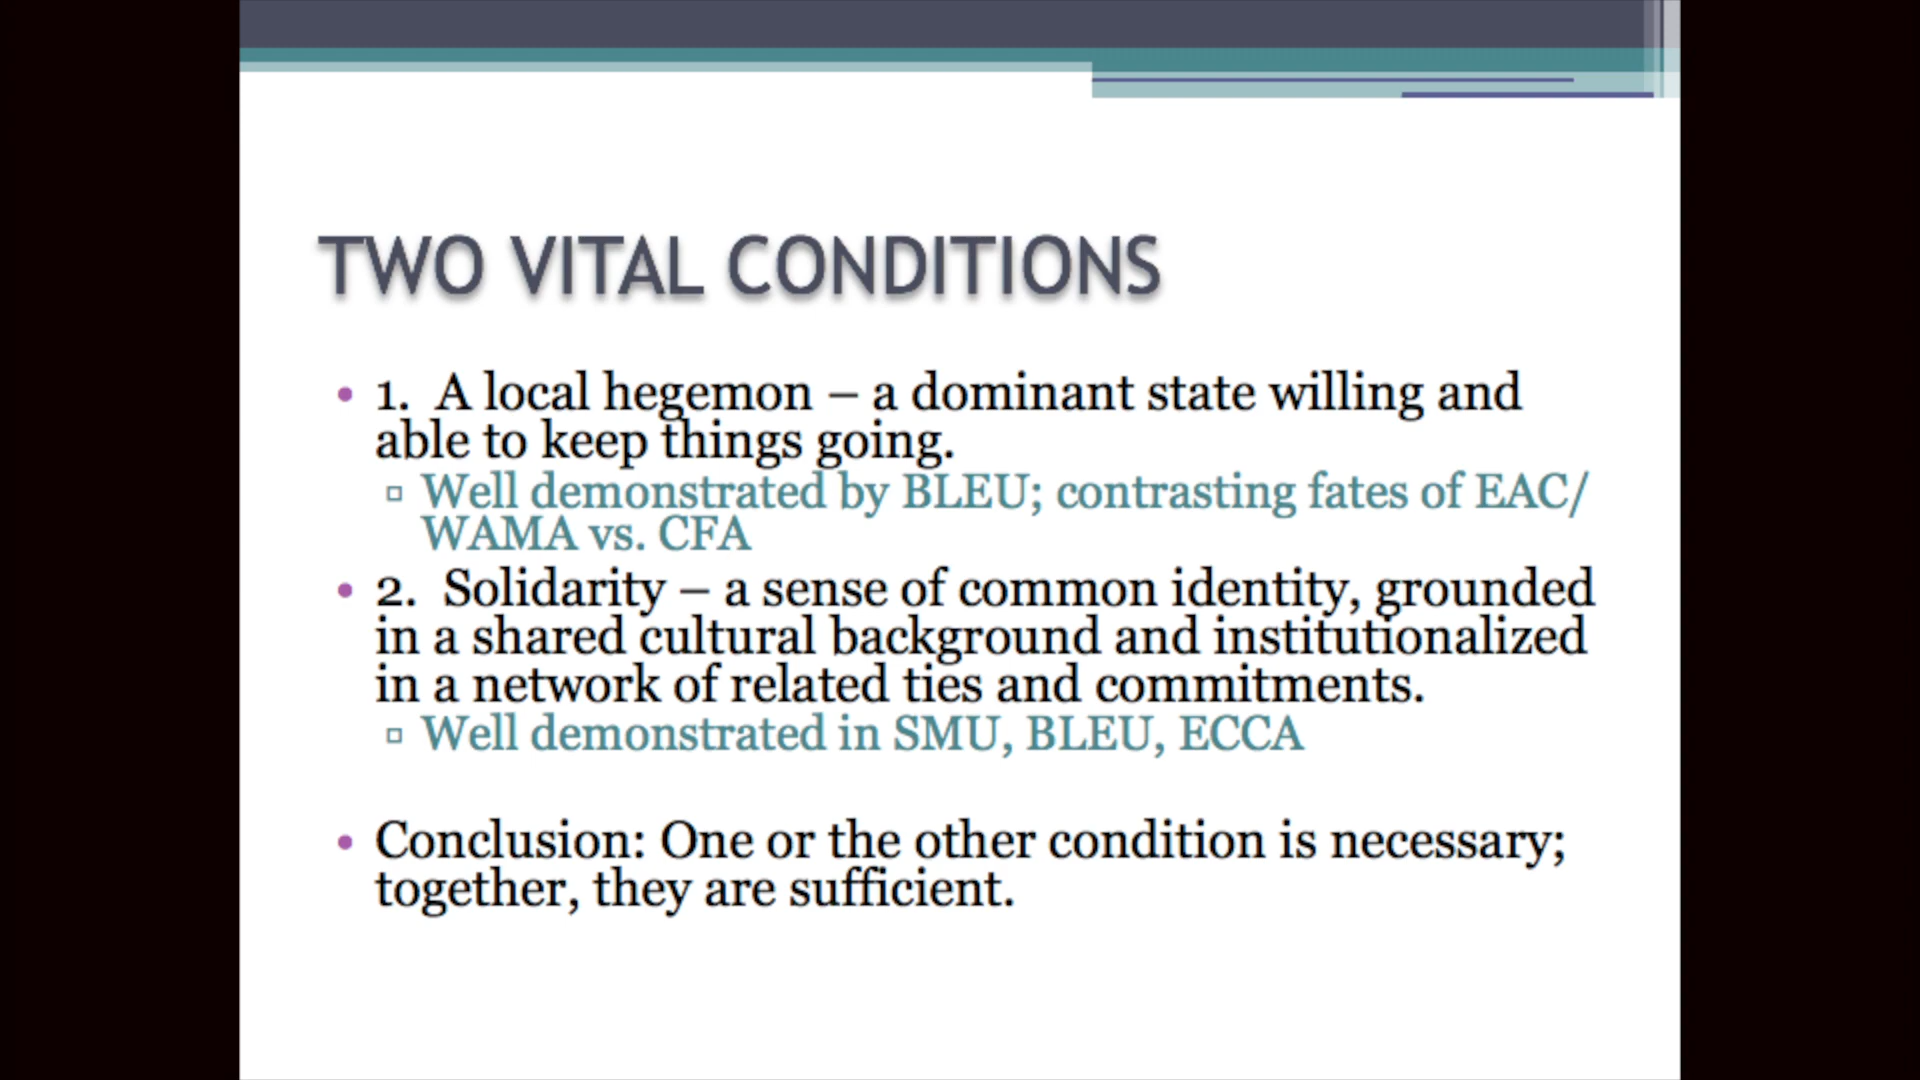 TWO VITAL CONDITIONS
• 1. A local hegemon – a dominant state willing and
able to keep things going.
▫ Well demonstrated by BLEU; contrasting fates of EAC/
WAMA vs. CFA
• 2. Solidarity – a sense of common identity, grounded
in a shared cultural background and institutionalized
in a network of related ties and commitments.
▫ Well demonstrated in SMU, BLEU, ECCA
• Conclusion: One or the other condition is necessary;
together, they are sufficient.